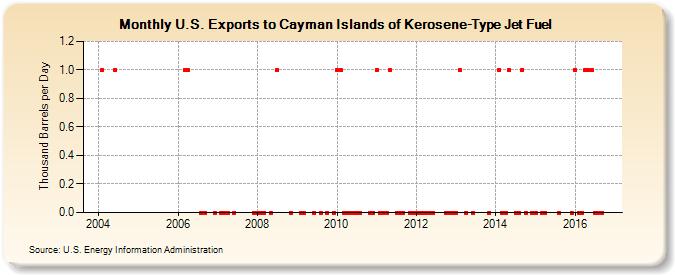 Monthly U.S. Exports to Cayman Islands of Kerosene-Type Jet Fuel
Thousand Barrels per Day
1.2
1.0
0.8
0.6
0.4
0.2
0.0
2004 2006 2008 2010 2012 2014 2016
Source: U.S. Energy Information Administration